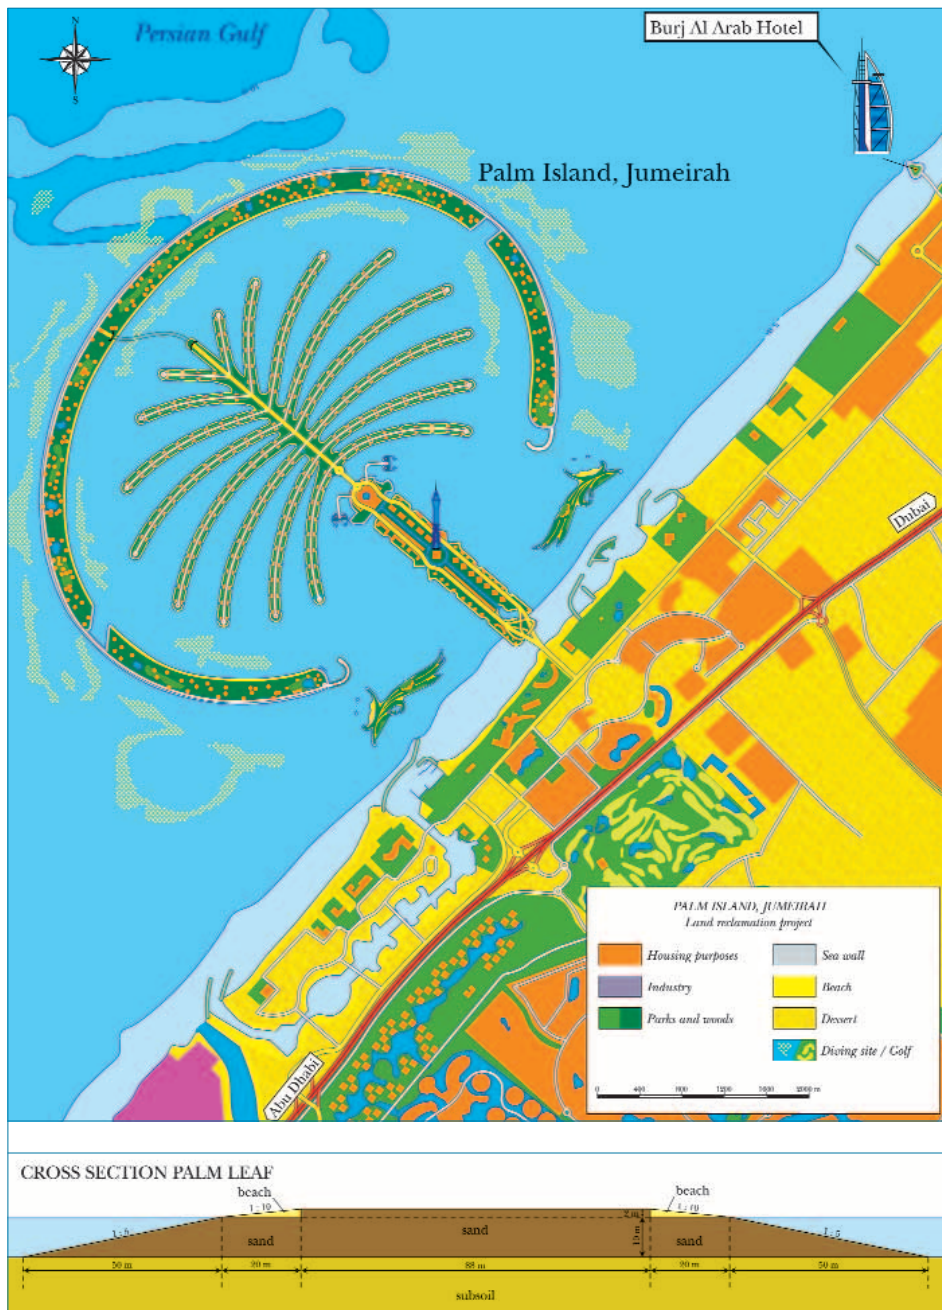 N
S
Persian Gulf
Burj Al Arab Hotel
Palm Island, Jumeirah
Dubai
Abu Dhabi
PALM ISLAND, JUMEIRAH
Land reclamation project
Housing purposes
Industry
Parks and woods
Sea wall
Beach
Dessert
Diving site / Golf
0 400 800 1200 1600 2000 m
CROSS SECTION PALM LEAF
beach
1 : 10
beach
1 : 10
1 : 5
sand
sand
2 m
10 m
sand
1 : 5
50 m
20 m
88 m
20 m
50 m
subsoil